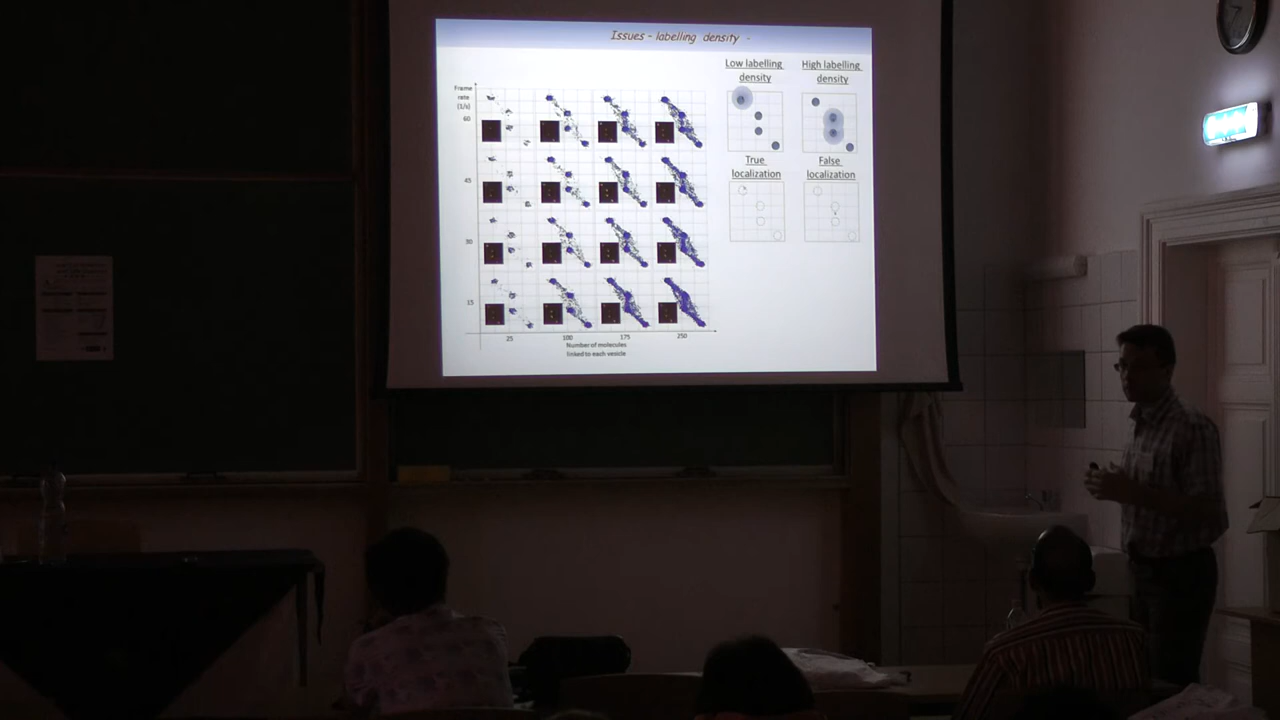 Issues - labelling density -
Low labelling
density
High labelling
density
Frame
rate
(1/s)
60
45
30
15
True
localization
False
localization
25
100
175
250
Number of molecules
linked to each vesicle